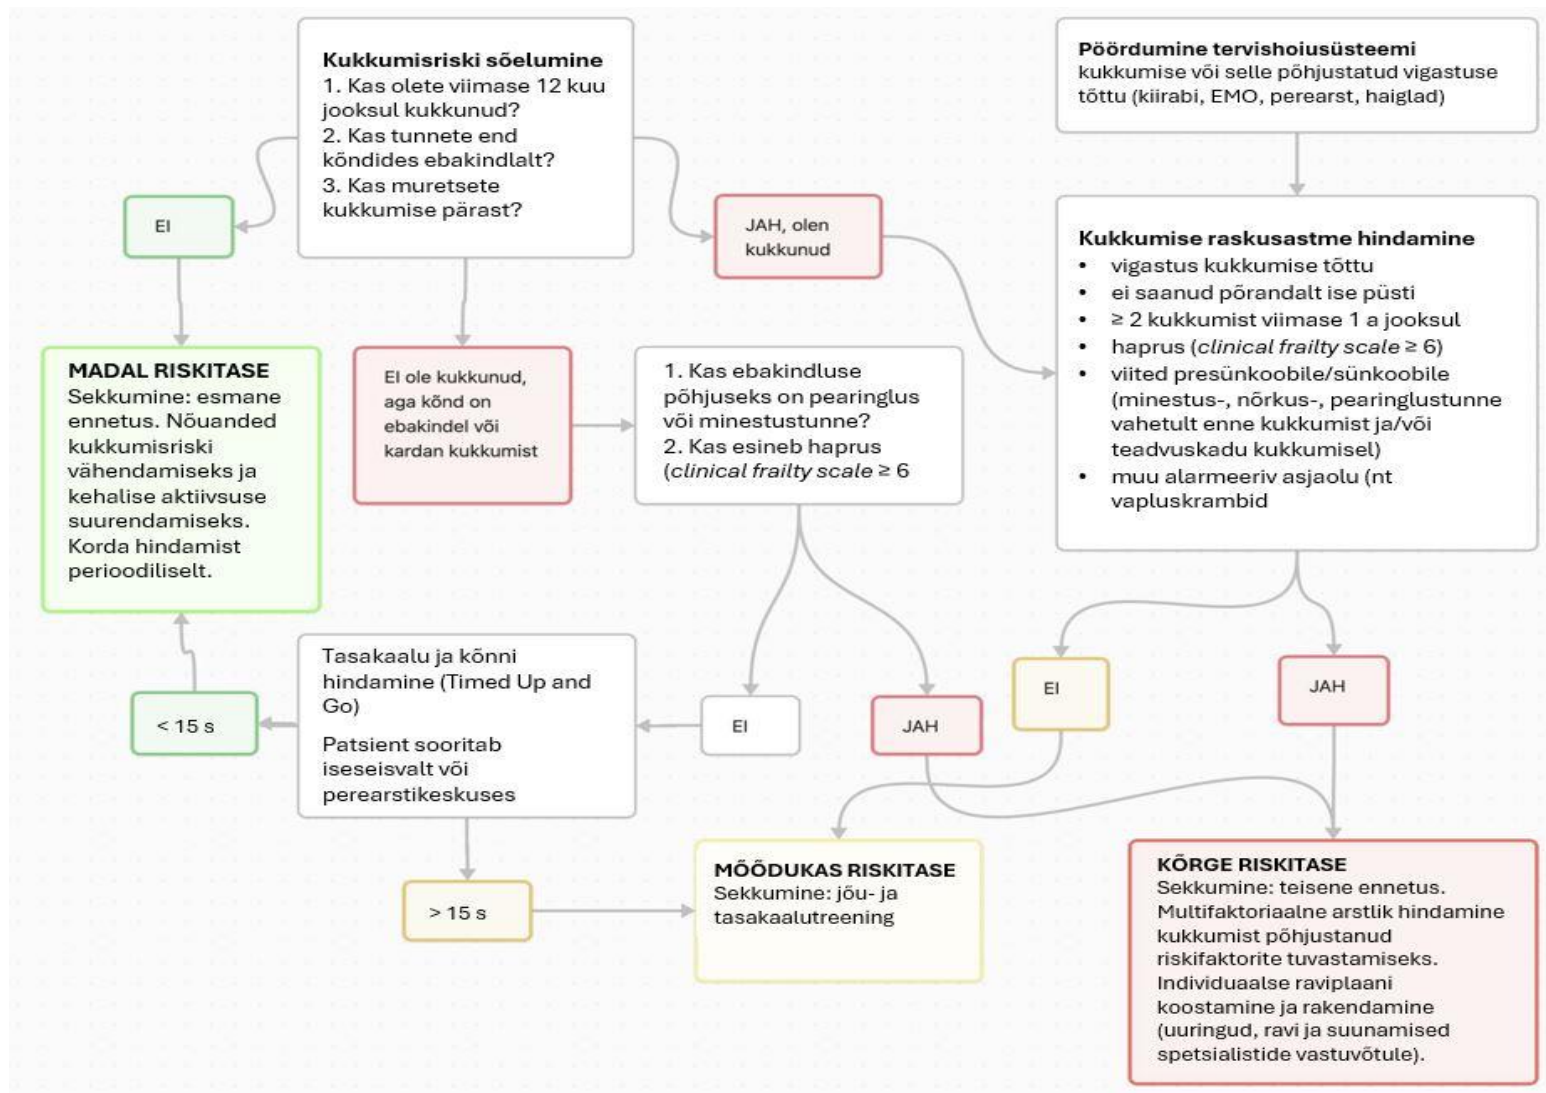 Kukkumisriski sõelumine
1. Kas olete viimase 12 kuu
jooksul kukkunud?
2. Kas tunnete end
kõndides ebakindlalt?
3. Kas muretsete
kukkumise pärast?
Pöördumine tervishoiusüsteemi
kukkumise või selle põhjustatud vigastuse
tõttu (kiirabi, EMO, perearst, haiglad)
EI
JAH, olen
kukkunud
Kukkumise raskusastme hindamine
• vigastus kukkumise tõttu
• ei saanud põrandalt ise püsti
• ≥ 2 kukkumist viimase 1 a jooksul
• haprus (clinical frailty scale ≥ 6)
• viited presünkoobile/sünkoobile
(minestus-, nõrkus-, pearinglustunne
vahetult enne kukkumist ja/või
teadvuskadu kukkumisel)
• muu alarmeeriv asjaolu (nt
vapluskrambid
MADAL RISKITASE
Sekkumine: esmane
ennetus. Nõuanded
kukkumisriski
vähendamiseks ja
kehalise aktiivsuse
suurendamiseks.
Korda hindamist
perioodiliselt.
EI ole kukkunud,
aga kõnd on
ebakindel või
kardan kukkumist
1. Kas ebakindluse
põhjuseks on pearinglus
või minestustunne?
2. Kas esineb haprus
(clinical frailty scale ≥ 6
Tasakaalu ja kõnni
hindamine (Timed Up and
Go)
Patsient sooritab
iseseisvalt või
perearstikeskuses
< 15 s
EI
JAH
EI
JAH
> 15 s
MÕÕDUKAS RISKITASE
Sekkumine: jõu- ja
tasakaalutreening
KÕRGE RISKITASE
Sekkumine: teisene ennetus.
Multifaktoriaalne arstlik hindamine
kukkumist põhjustanud
riskifaktorite tuvastamiseks.
Individuaalse raviplaani
koostamine ja rakendamine
(uuringud, ravi ja suunamised
spetsialistide vastuvõtule).